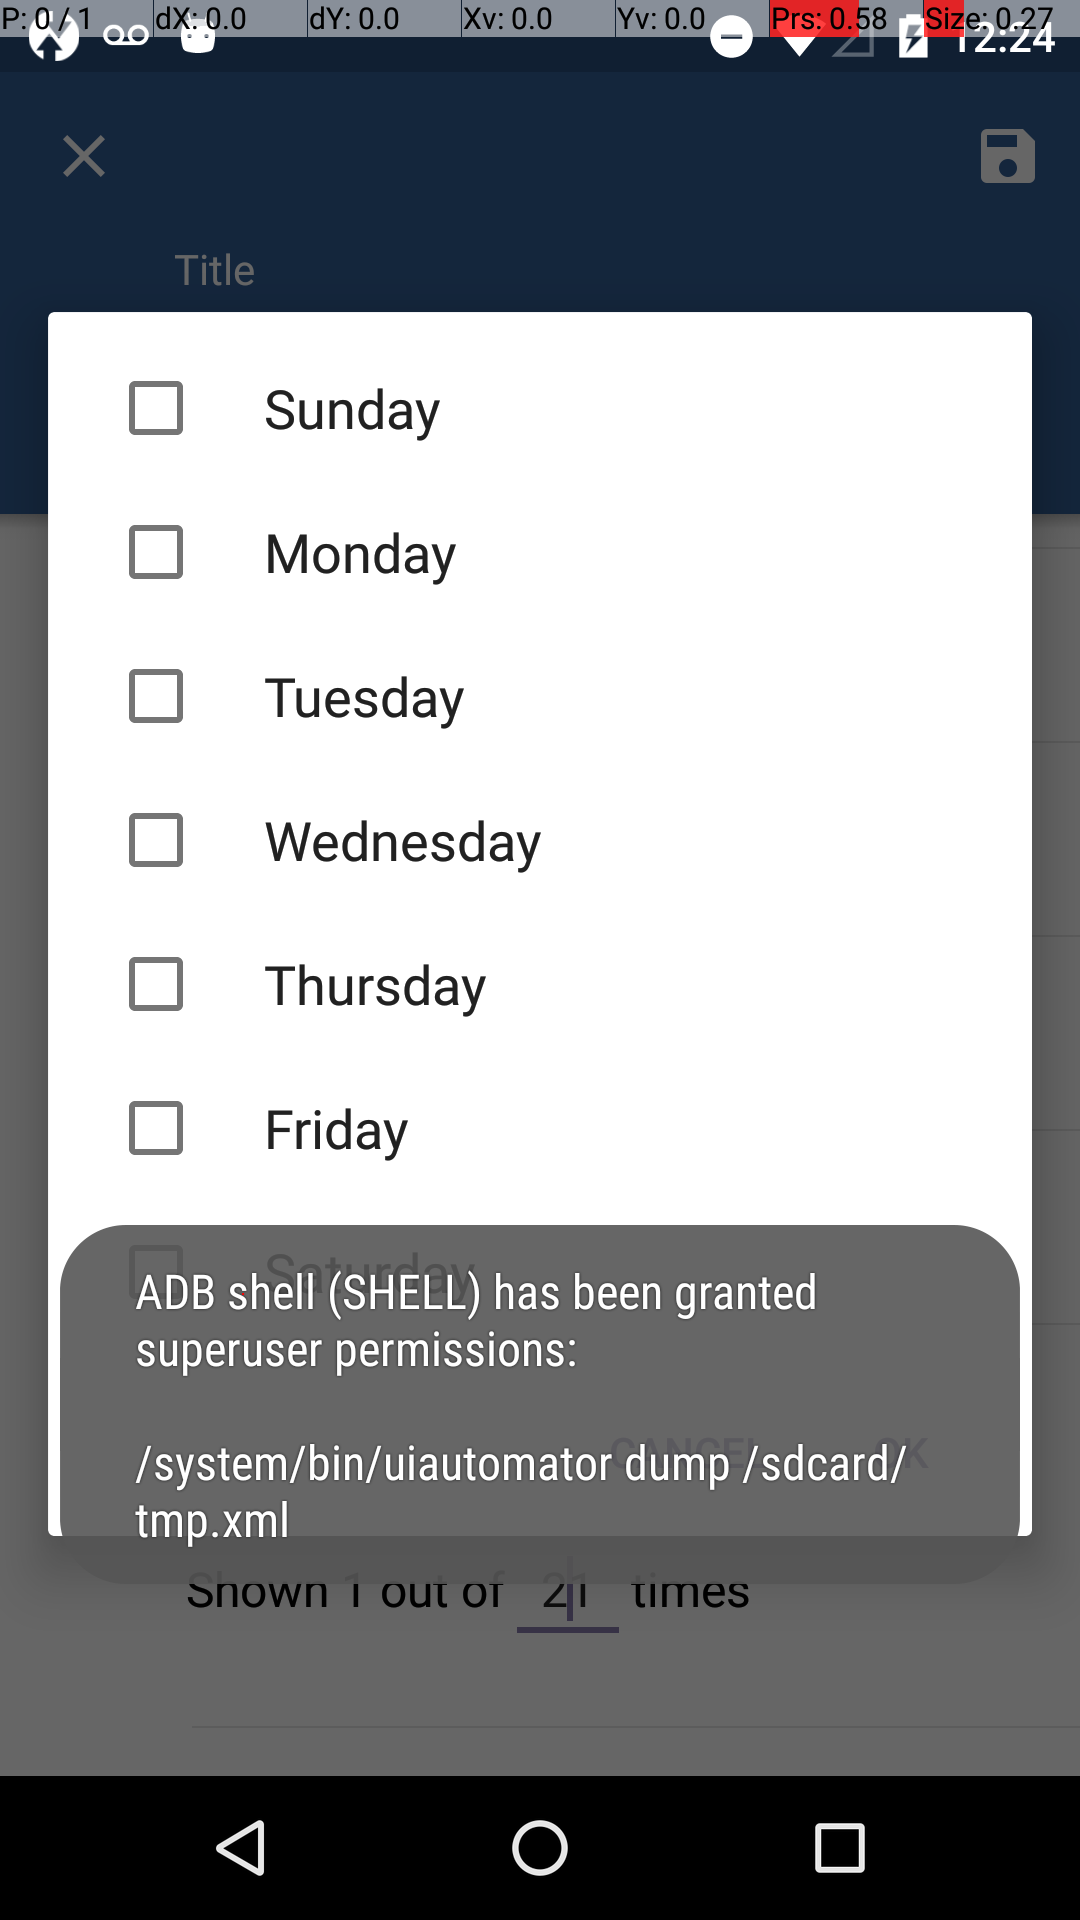 P: 0 / 1 dX: 0.0 dY: 0.0 Xv: 0.0 Yv: 0.0 Prs: 0.58 Size: 0.27
12:24
Title
Sunday
Monday
Tuesday
Wednesday
Thursday
Friday
Saturday
ADB shell (SHELL) has been granted
superuser permissions:
CANCEL OK
/system/bin/uiautomator dump /sdcard/
tmp.xml
Shown 1 out of 21 times